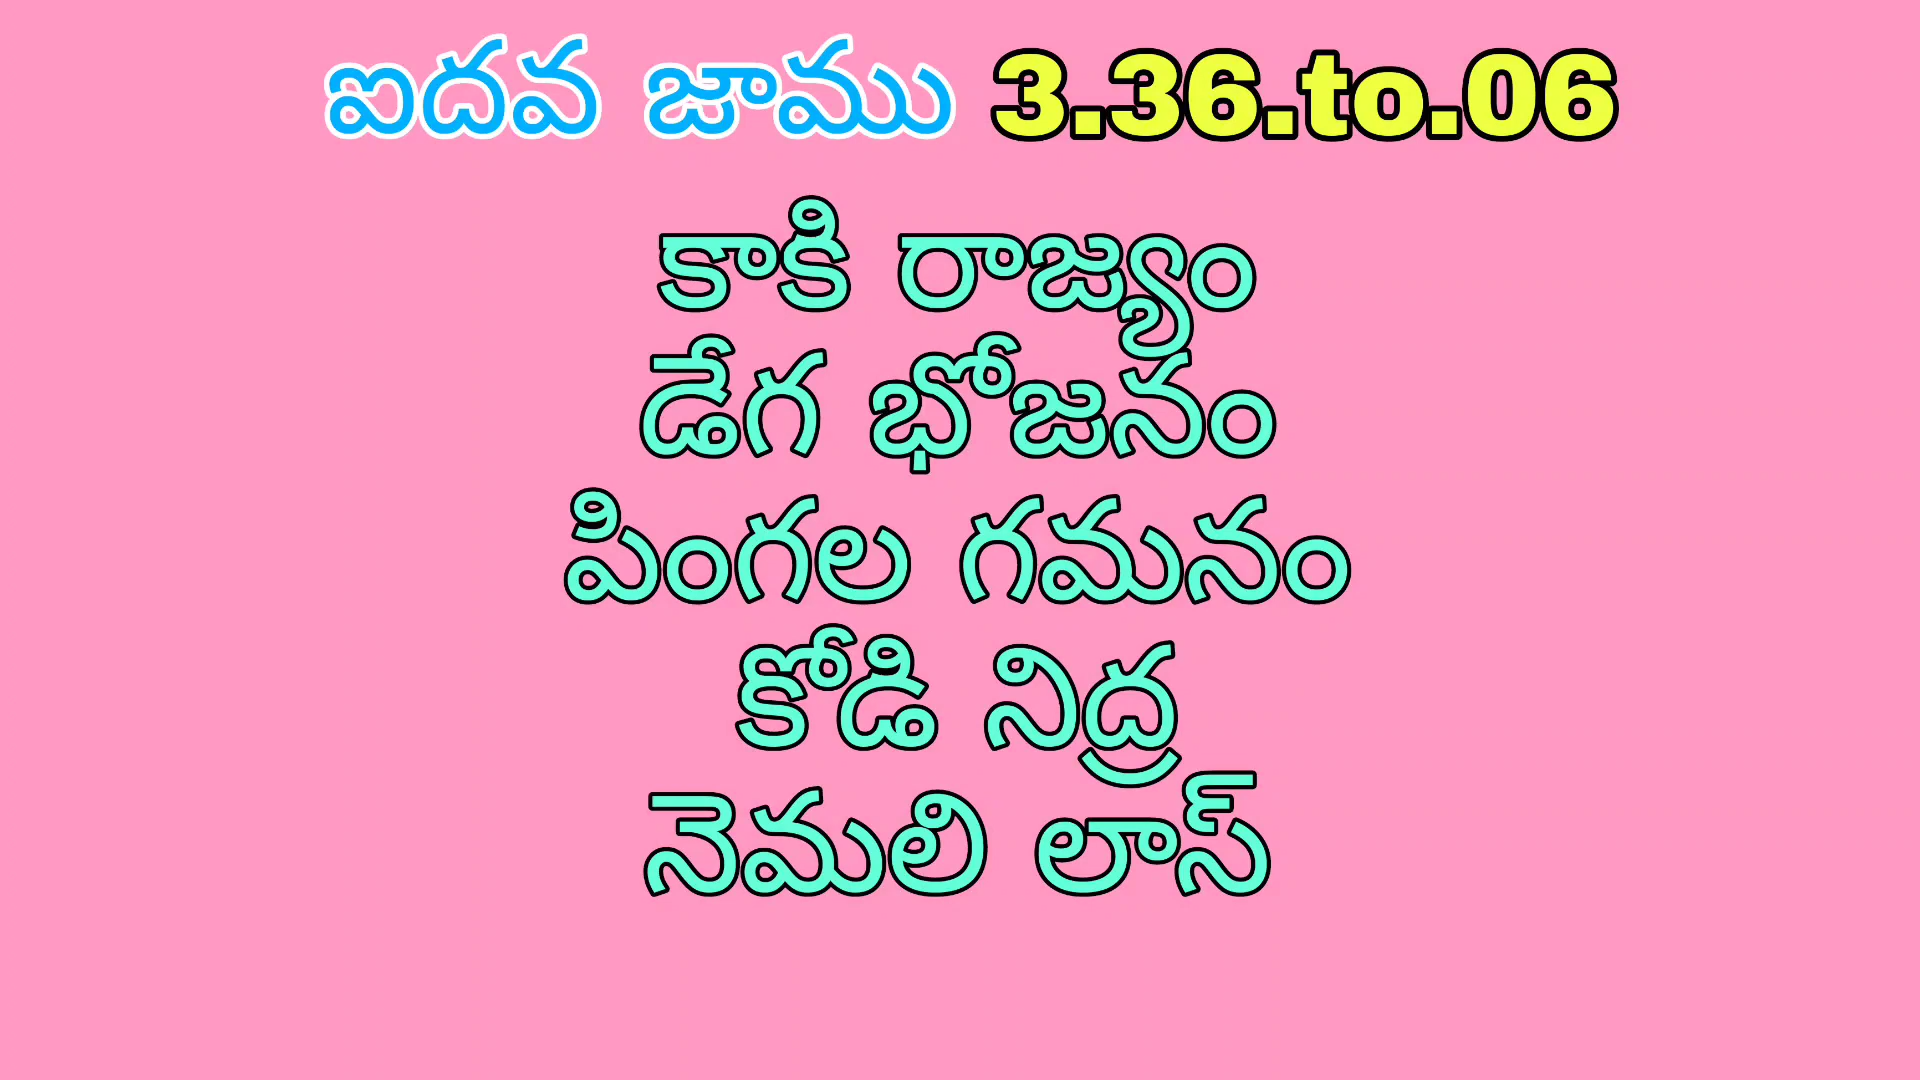 ఐదవ జాము 3.36.to.06
కాకి రాజ్యం
డేగ భోజనం
పింగల గమనం
కోడి నిద్ర
నెమలి లాస్